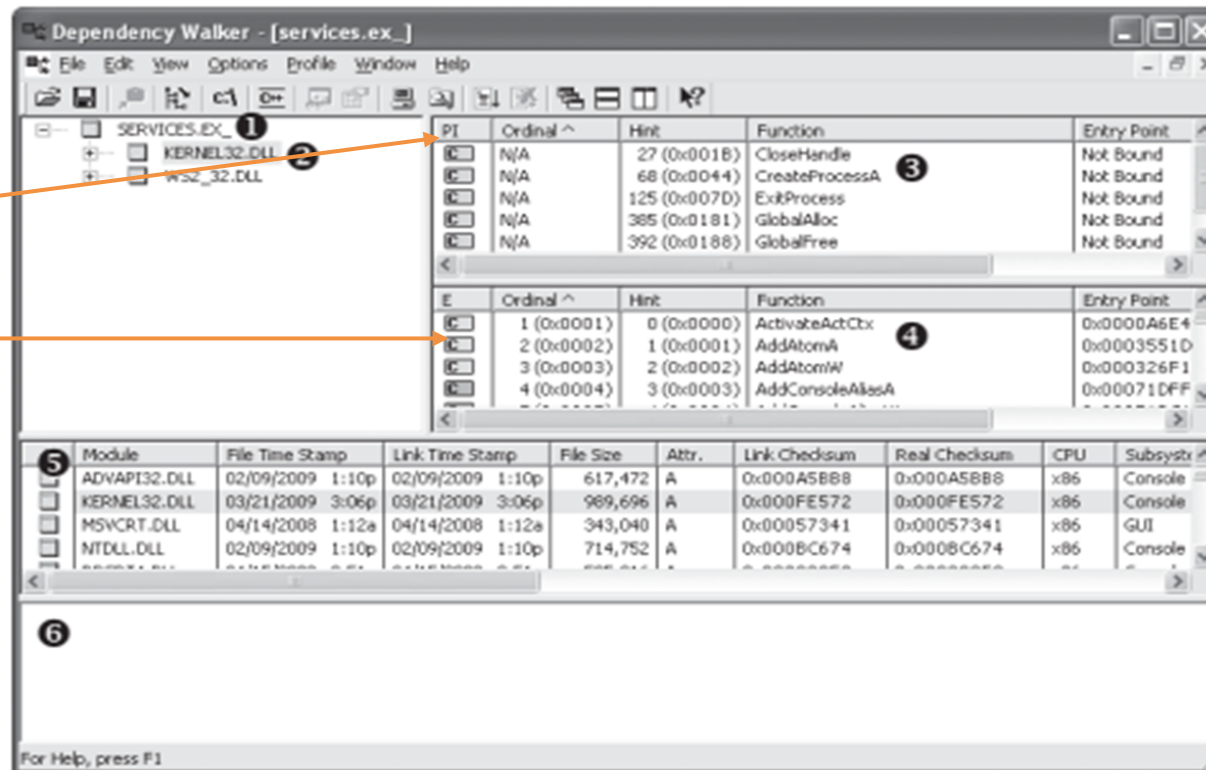 Dependency Walker - [services.ex_]
File Edit View Options Profile Window Help
SERVICES.EX_ ❶
KERNEL32.DLL ❷
WS2_32.DLL
PI Ordinal ^ Hint Function Entry Point
C N/A 27 (0x001B) CloseHandle Not Bound
C N/A 68 (0x0044) CreateProcessA ❸ Not Bound
C N/A 125 (0x007D) ExitProcess Not Bound
C N/A 385 (0x0181) GlobalAlloc Not Bound
C N/A 392 (0x0188) GlobalFree Not Bound
E Ordinal ^ Hint Function Entry Point
C 1 (0x0001) 0 (0x0000) ActivateActCtx 0x0000A6E4
C 2 (0x0002) 1 (0x0001) AddAtomA ❹ 0x0003551D
C 3 (0x0003) 2 (0x0002) AddAtomW 0x000326F1
C 4 (0x0004) 3 (0x0003) AddConsoleAliasA 0x00071DFF
❺ Module File Time Stamp Link Time Stamp File Size Attr. Link Checksum Real Checksum CPU Subsyste
ADVAPI32.DLL 02/09/2009 1:10p 02/09/2009 1:10p 617,472 A 0x000A5BB8 0x000A5BB8 x86 Console
KERNEL32.DLL 03/21/2009 3:06p 03/21/2009 3:06p 989,696 A 0x000FE572 0x000FE572 x86 Console
MSVCRT.DLL 04/14/2008 1:12a 04/14/2008 1:12a 343,040 A 0x00057341 0x00057341 x86 GUI
NTDLL.DLL 02/09/2009 1:10p 02/09/2009 1:10p 714,752 A 0x000BC674 0x000BC674 x86 Console
❻
For Help, press F1